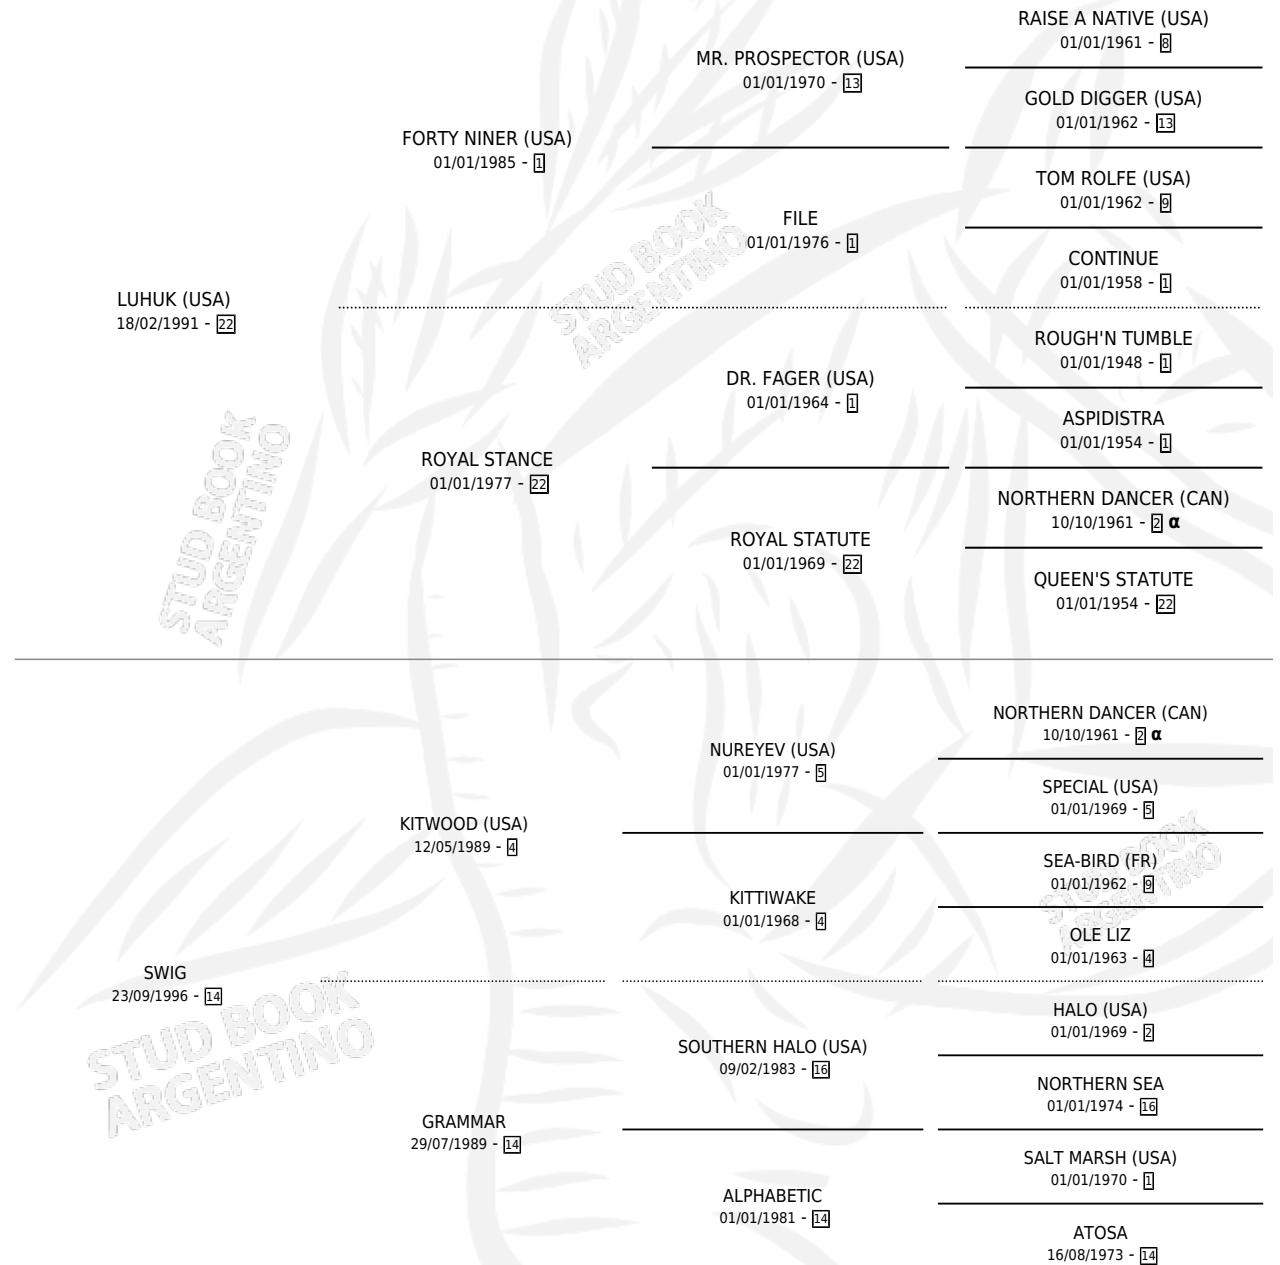 RAISE A NATIVE (USA)
01/01/1961 - 8
MR. PROSPECTOR (USA)
01/01/1970 - 13
GOLD DIGGER (USA)
01/01/1962 - 13
FORTY NINER (USA)
01/01/1985 - 1
TOM ROLFE (USA)
01/01/1962 - 9
FILE
01/01/1976 - 1
CONTINUE
01/01/1958 - 1
LUHUK (USA)
18/02/1991 - 22
STUD BOOK
ARGENTINO
ROUGH'N TUMBLE
01/01/1948 - 1
DR. FAGER (USA)
01/01/1964 - 1
ASPIDISTRA
01/01/1954 - 1
ROYAL STANCE
01/01/1977 - 22
NORTHERN DANCER (CAN)
10/10/1961 - 2 α
ROYAL STATUTE
01/01/1969 - 22
QUEEN'S STATUTE
01/01/1954 - 22
STUD BOOK
ARGENTINO
NORTHERN DANCER (CAN)
10/10/1961 - 2 α
NUREYEV (USA)
01/01/1977 - 5
SPECIAL (USA)
01/01/1969 - 5
KITWOOD (USA)
12/05/1989 - 4
SEA-BIRD (FR)
01/01/1962 - 9
KITTIWAKE
01/01/1968 - 4
OLE LIZ
01/01/1963 - 4
STUD BOOK
ARGENTINO
SWIG
23/09/1996 - 14
STUD BOOK
ARGENTINO
HALO (USA)
01/01/1969 - 2
SOUTHERN HALO (USA)
09/02/1983 - 16
NORTHERN SEA
01/01/1974 - 16
GRAMMAR
29/07/1989 - 14
SALT MARSH (USA)
01/01/1970 - 1
ALPHABETIC
01/01/1981 - 14
ATOSA
16/08/1973 - 14